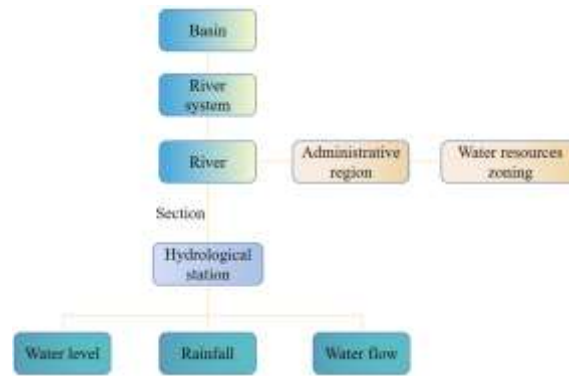 Basin
River
system
River
Administrative
region
Water resources
zoning
Section
Hydrological
station
Water level
Rainfall
Water flow